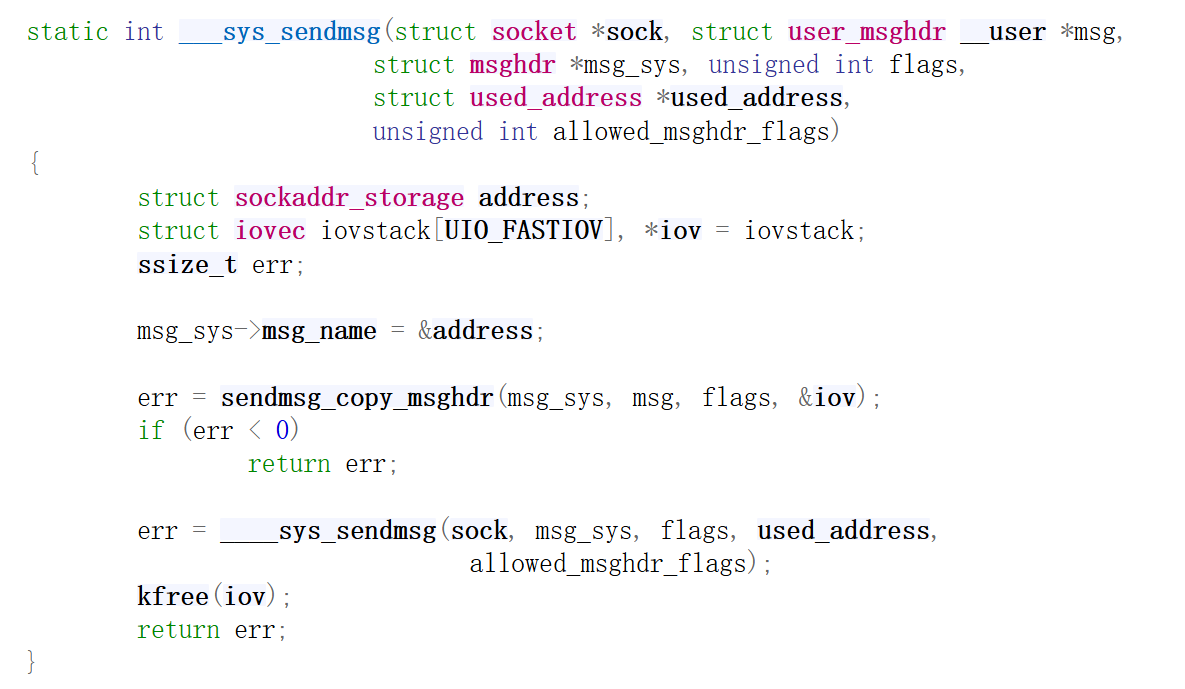 static int ___sys_sendmsg(struct socket *sock, struct user_msghdr __user *msg,
struct msghdr *msg_sys, unsigned int flags,
struct used_address *used_address,
unsigned int allowed_msghdr_flags)
{
struct sockaddr_storage address;
struct iovec iovstack[UIO_FASTIOV], *iov = iovstack;
ssize_t err;
msg_sys->msg_name = &address;
err = sendmsg_copy_msghdr(msg_sys, msg, flags, &iov);
if (err < 0)
return err;
err = ____sys_sendmsg(sock, msg_sys, flags, used_address,
allowed_msghdr_flags);
kfree(iov);
return err;
}